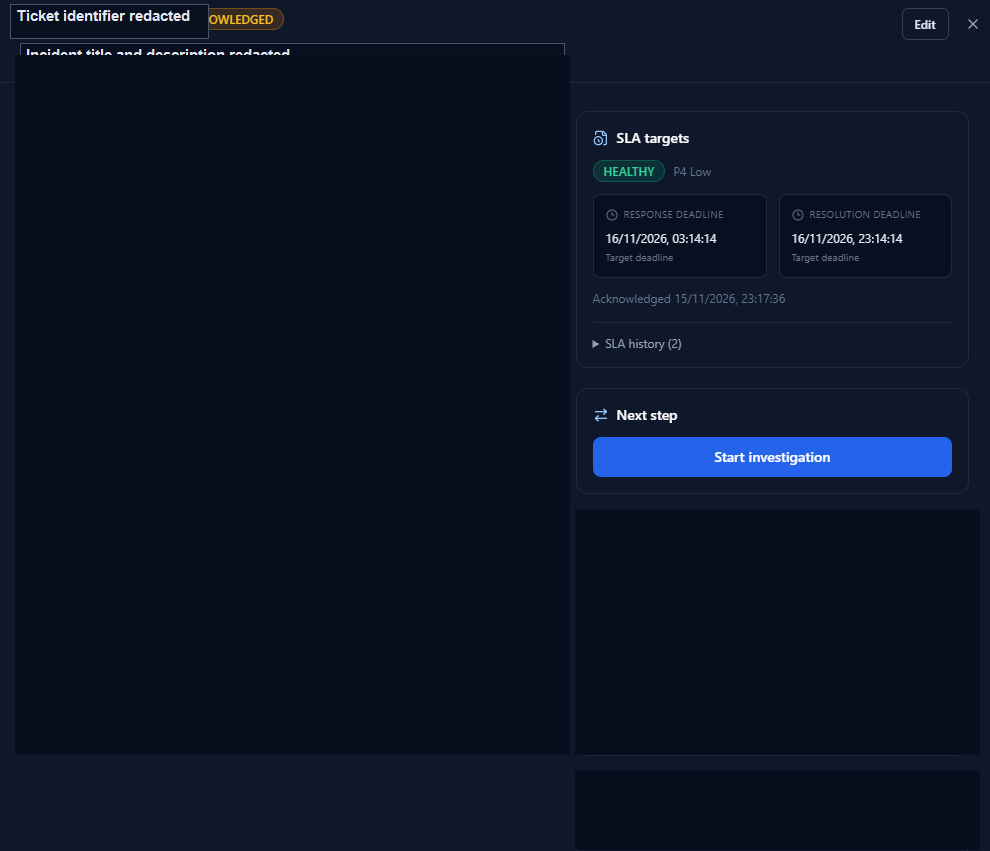 Ticket identifier redacted
OWLEDGED
Edit
Incident title and description redacted
SLA targets
HEALTHY P4 Low
RESPONSE DEADLINE
16/11/2026, 03:14:14
Target deadline
RESOLUTION DEADLINE
16/11/2026, 23:14:14
Target deadline
Acknowledged 15/11/2026, 23:17:36
SLA history (2)
Next step
Start investigation